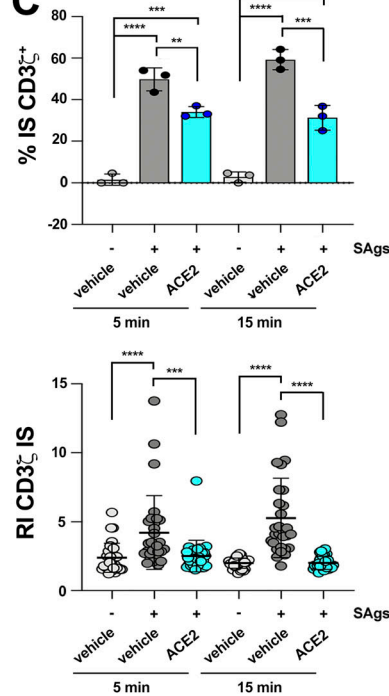 C
***
****
**
****
***
% IS CD3ζ+
80
60
40
20
0
-20
- + + - + + SAgs
vehicle vehicle ACE2 vehicle vehicle ACE2
5 min 15 min
****
***
****
****
RI CD3ζ IS
15
10
5
0
- + + - + + SAgs
vehicle vehicle ACE2 vehicle vehicle ACE2
5 min 15 min